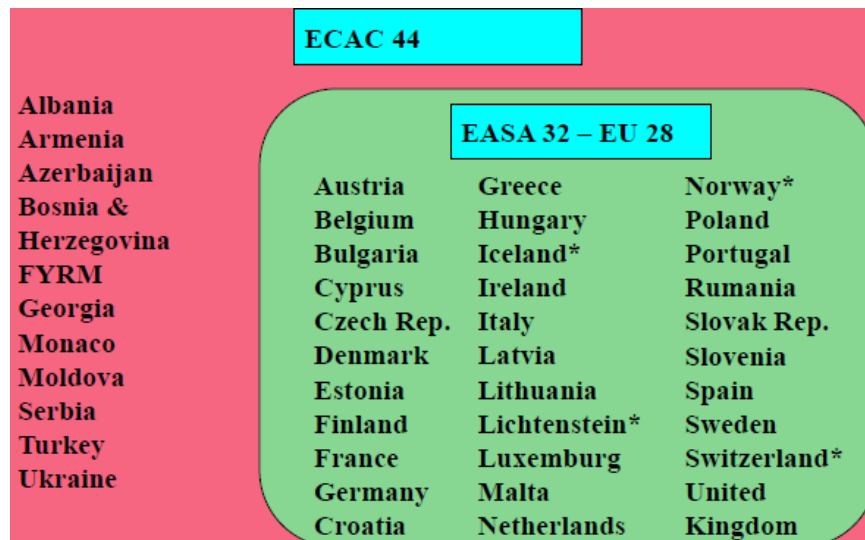 ECAC 44
Albania
Armenia
Azerbaijan
Bosnia &
Herzegovina
FYRM
Georgia
Monaco
Moldova
Serbia
Turkey
Ukraine
EASA 32 – EU 28
Austria
Belgium
Bulgaria
Cyprus
Czech Rep.
Denmark
Estonia
Finland
France
Germany
Croatia
Greece
Hungary
Iceland*
Ireland
Italy
Latvia
Lithuania
Lichtenstein*
Luxemburg
Malta
Netherlands
Norway*
Poland
Portugal
Rumania
Slovak Rep.
Slovenia
Spain
Sweden
Switzerland*
United
Kingdom